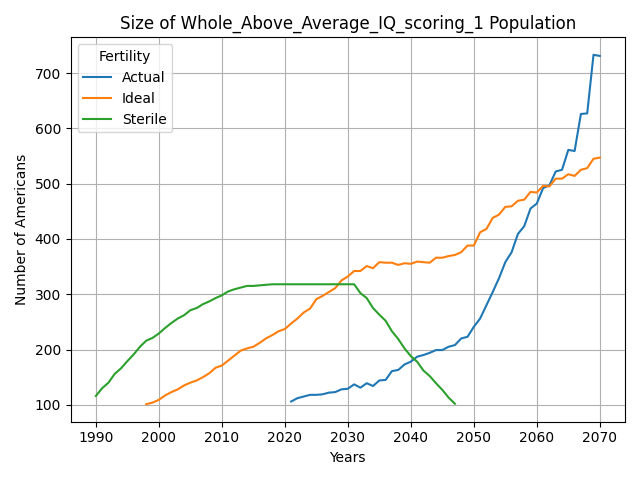 Size of Whole_Above_Average_IQ_scoring_1 Population
Number of Americans
700
600
500
400
300
200
100
Fertility
Actual
Ideal
Sterile
1990 2000 2010 2020 2030 2040 2050 2060 2070
Years